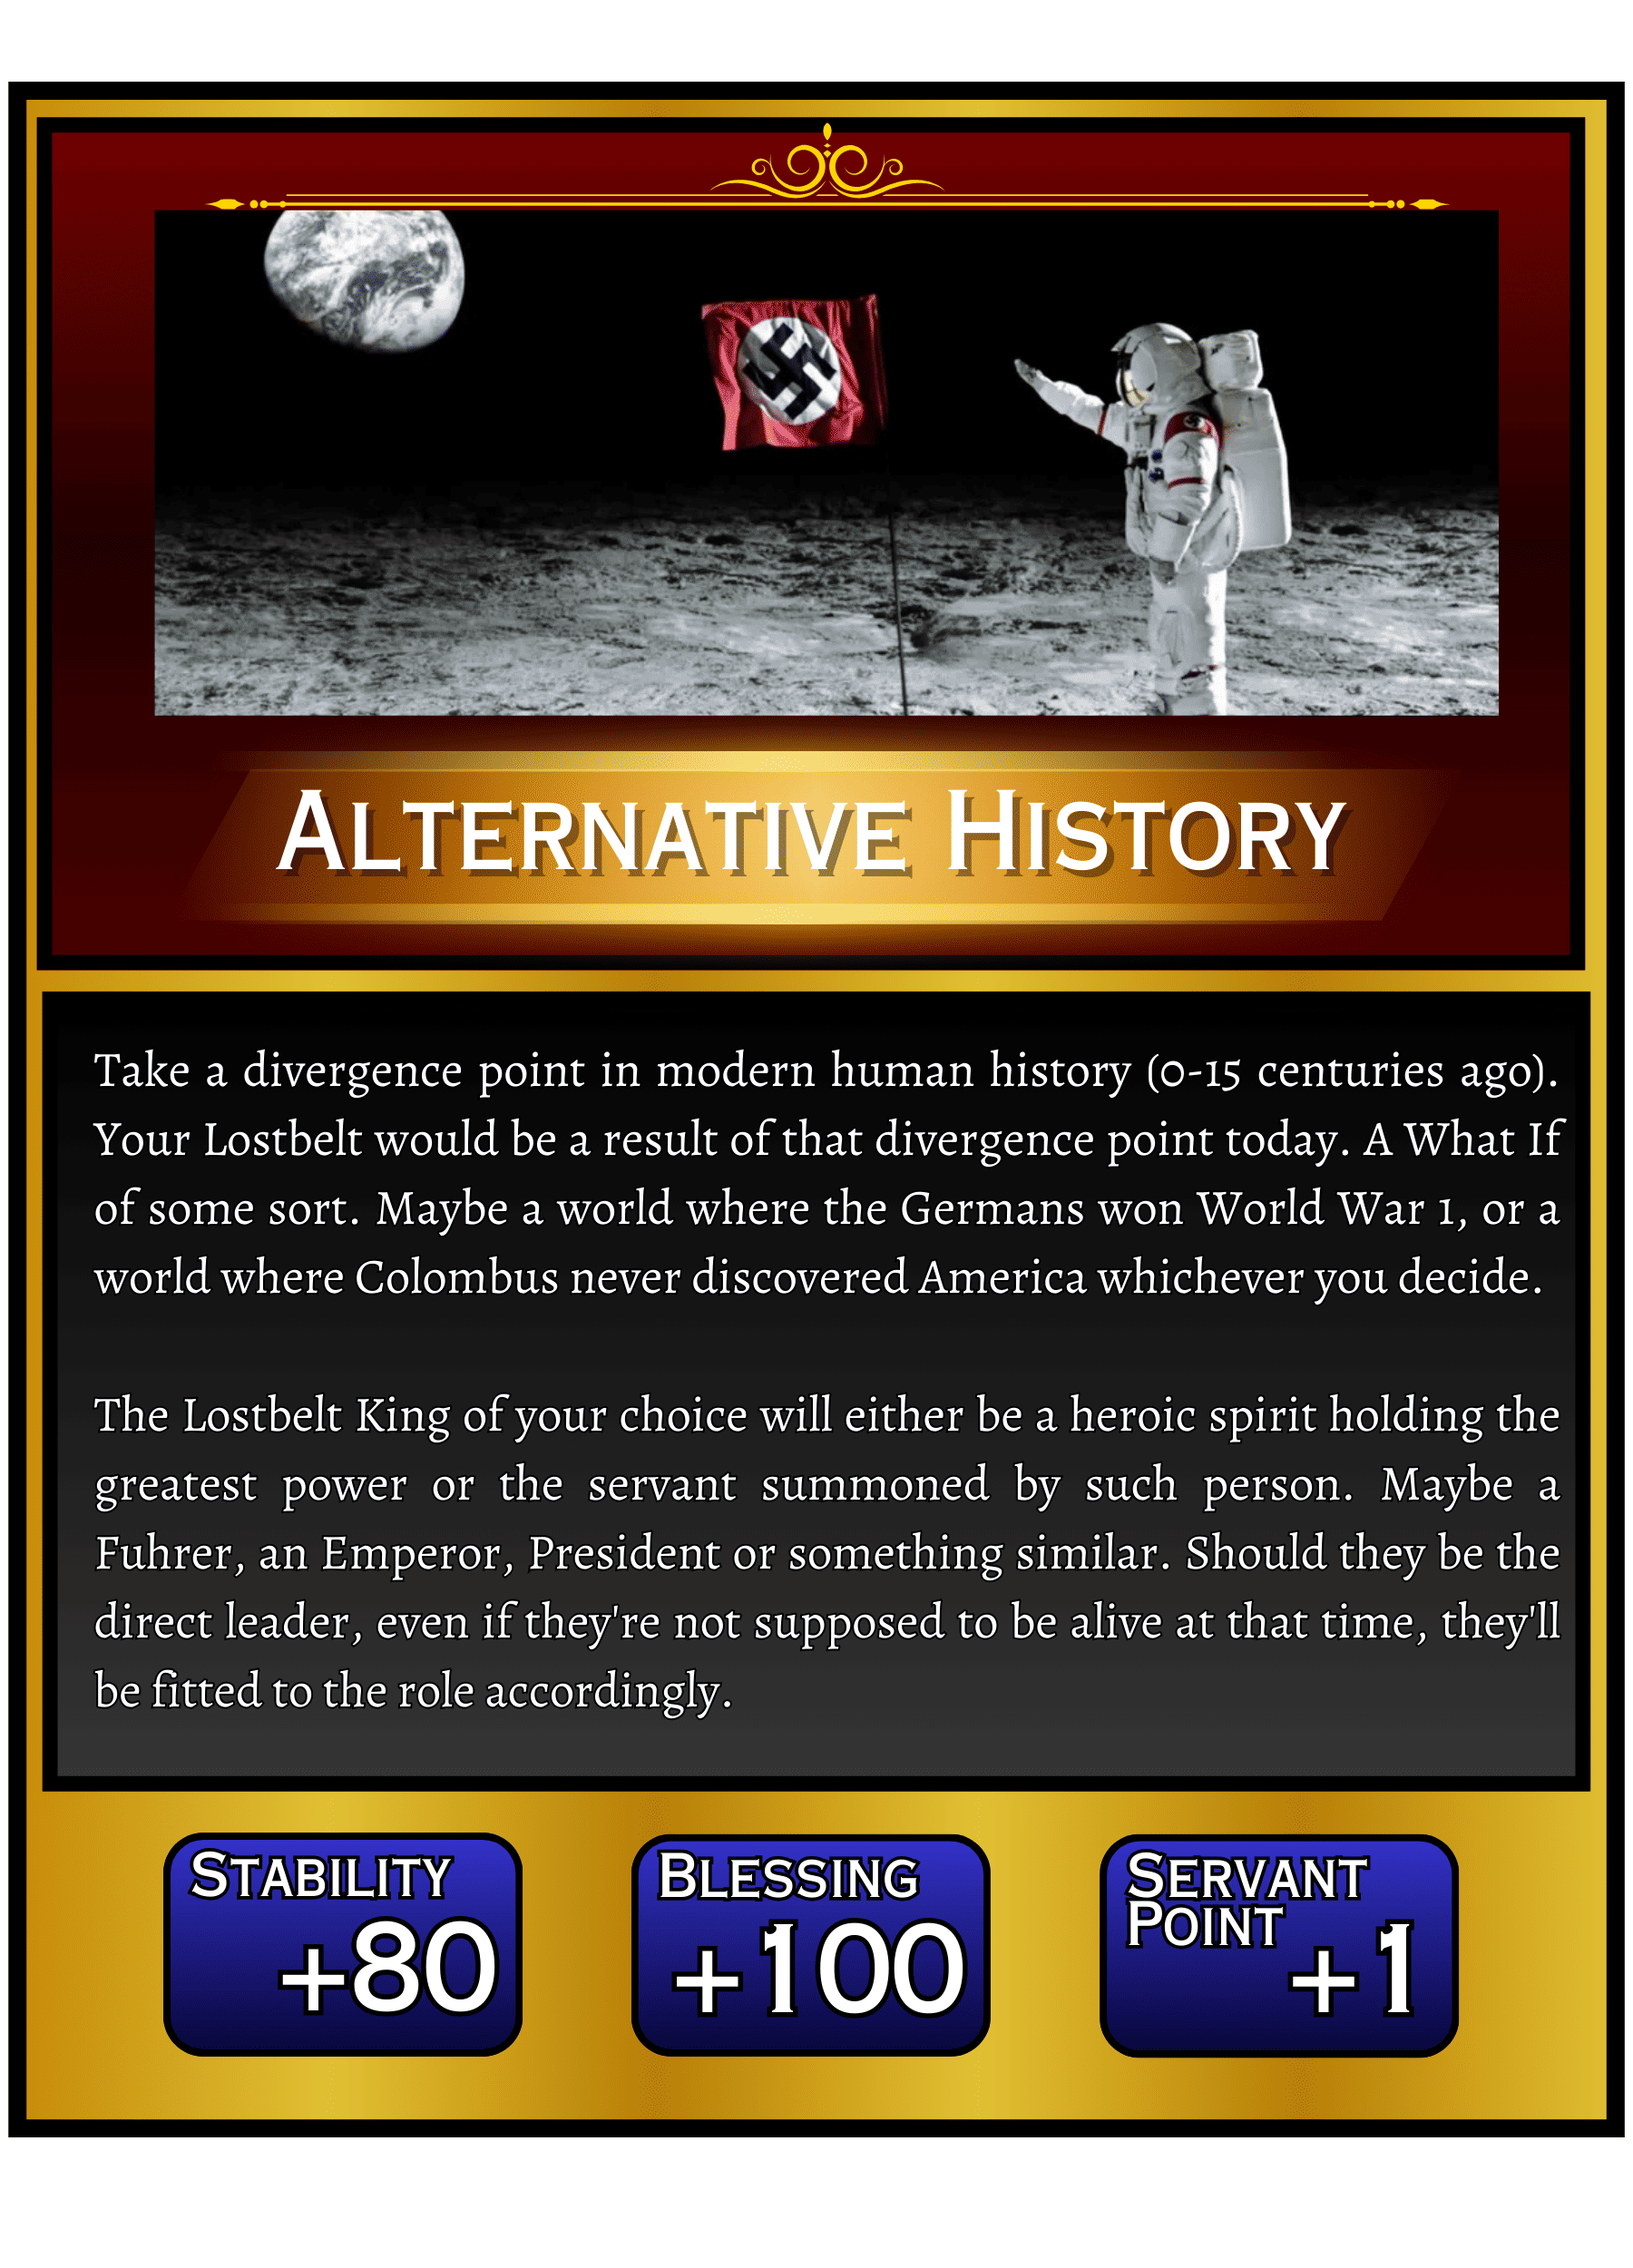 Alternative History
Take a divergence point in modern human history (0-15 centuries ago).
Your Lostbelt would be a result of that divergence point today. A What If
of some sort. Maybe a world where the Germans won World War 1, or a
world where Colombus never discovered America whichever you decide.
The Lostbelt King of your choice will either be a heroic spirit holding the
greatest power or the servant summoned by such person. Maybe a
Fuhrer, an Emperor, President or something similar. Should they be the
direct leader, even if they're not supposed to be alive at that time, they'll
be fitted to the role accordingly.
Stability
+80
Blessing
+100
Servant
Point
+1